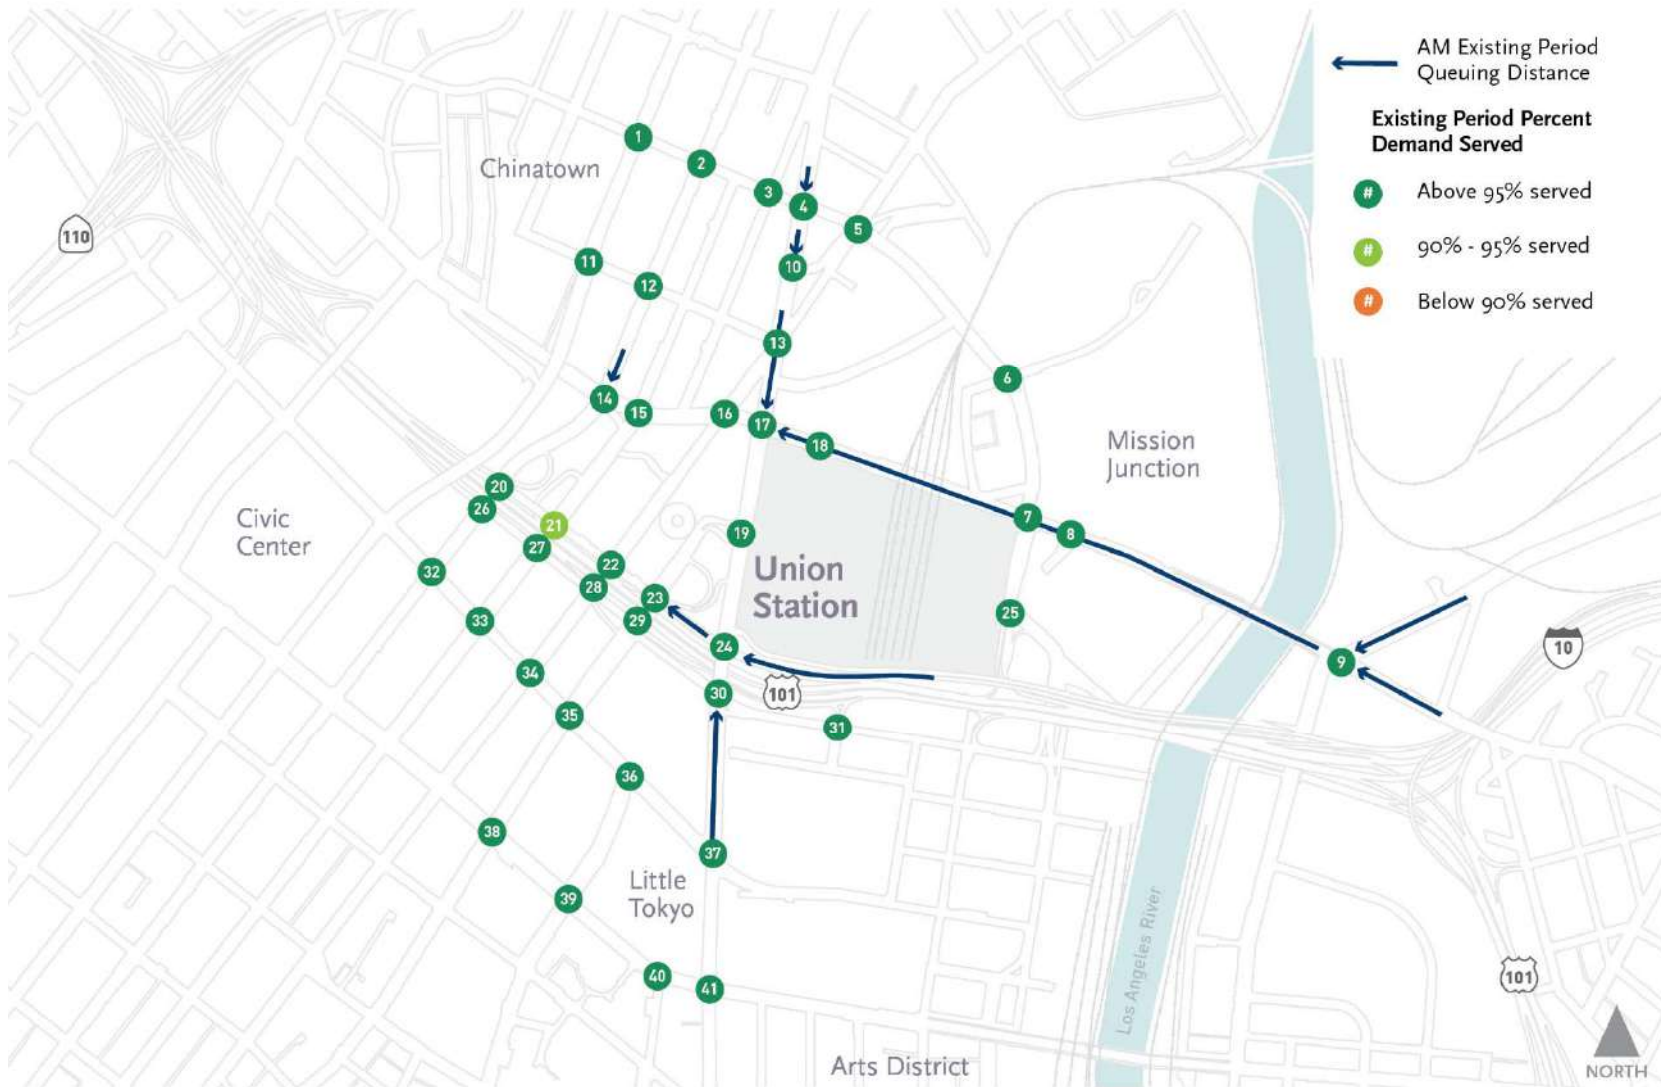 AM Existing Period
Queuing Distance
Existing Period Percent
Demand Served
# Above 95% served
# 90% - 95% served
# Below 90% served
1
Chinatown
2
3
4
5
110
11
12
10
13
6
14
15
16
17
18
Mission
Junction
20
26
Civic
Center
21
27
19
7
8
32
22
28
Union
Station
23
29
25
33
24
10
9
34
30
101
35
31
36
38
37
Little
Tokyo
39
Los Angeles River
40
41
101
Arts District
NORTH